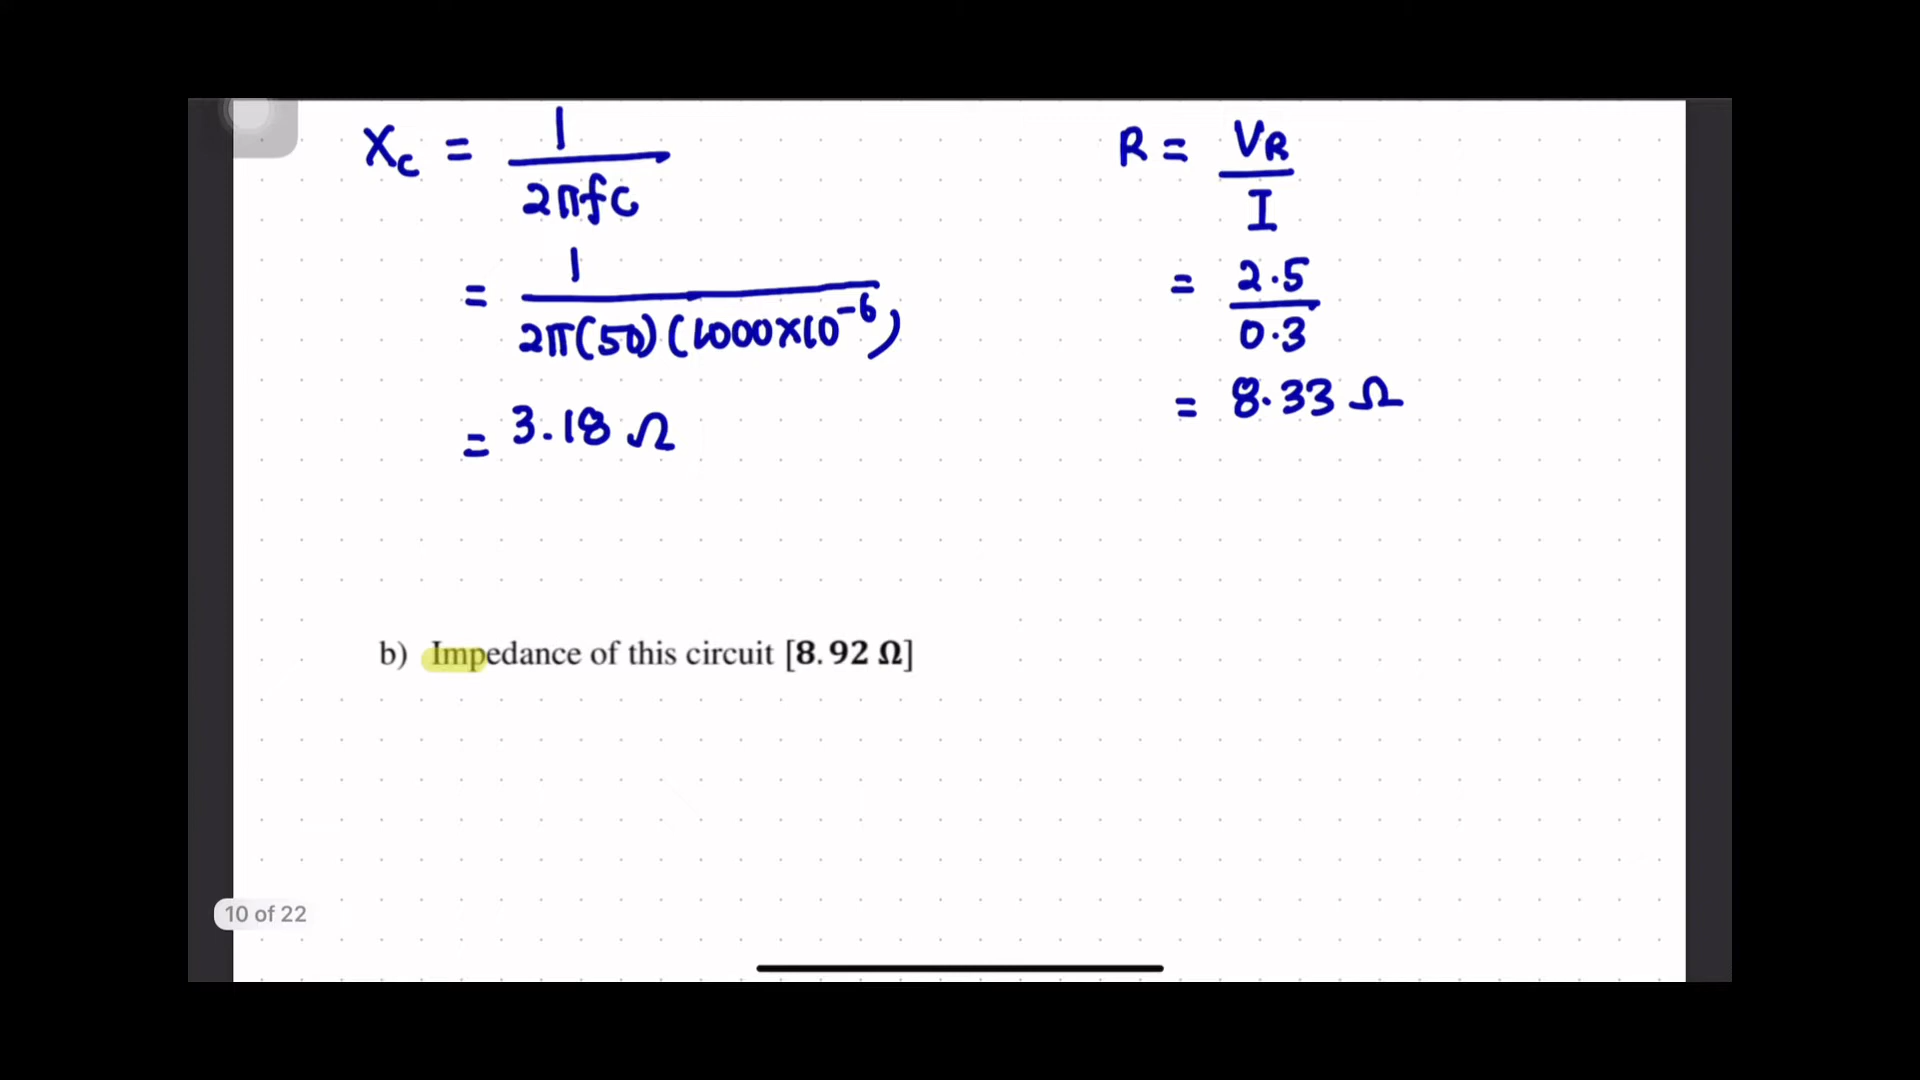 Xc = 1 / 2πfC
= 1 / 2π(50)(1000×10⁻⁶)
= 3.18 Ω
R = VR / I
= 2.5 / 0.3
= 8.33 Ω
b) Impedance of this circuit [8.92 Ω]
10 of 22